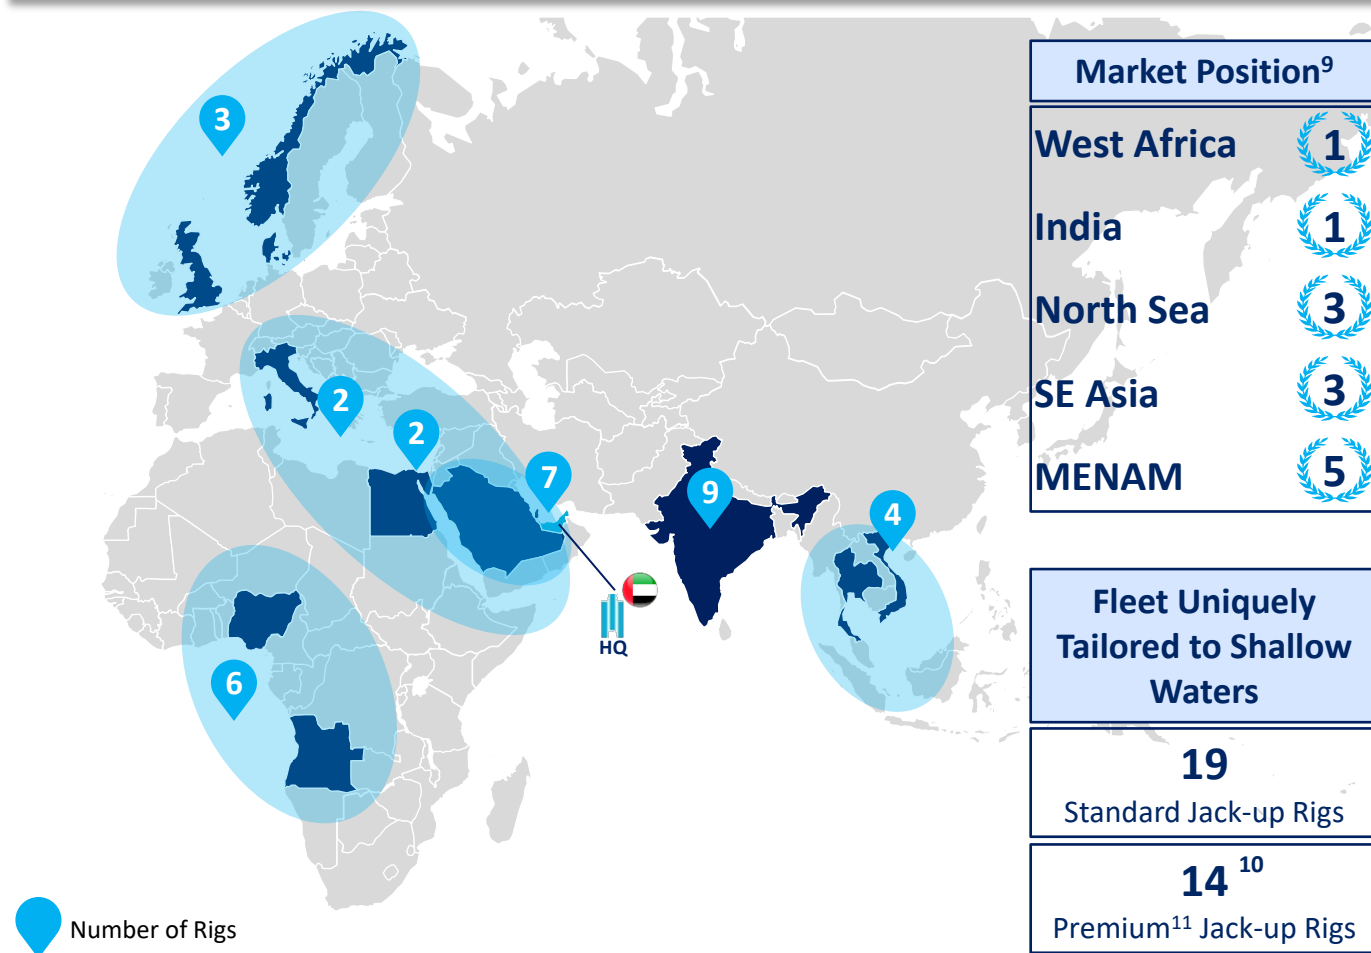 3
2
2
7
9
4
6
HQ
Number of Rigs
Market Position9
West Africa 1
India 1
North Sea 3
SE Asia 3
MENAM 5
Fleet Uniquely
Tailored to Shallow
Waters
19
Standard Jack-up Rigs
14 10
Premium11 Jack-up Rigs